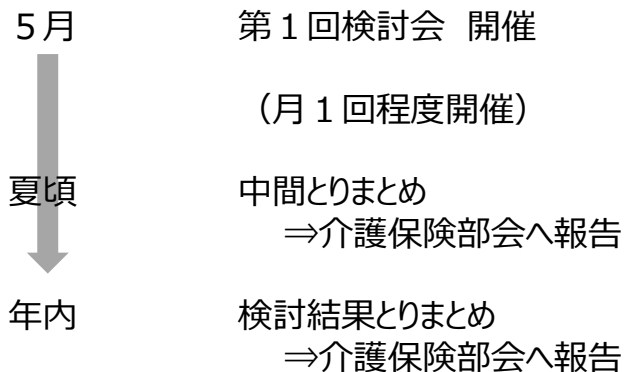 ５月 第１回検討会 開催
（月１回程度開催）
夏頃 中間とりまとめ
⇒介護保険部会へ報告
年内 検討結果とりまとめ
⇒介護保険部会へ報告